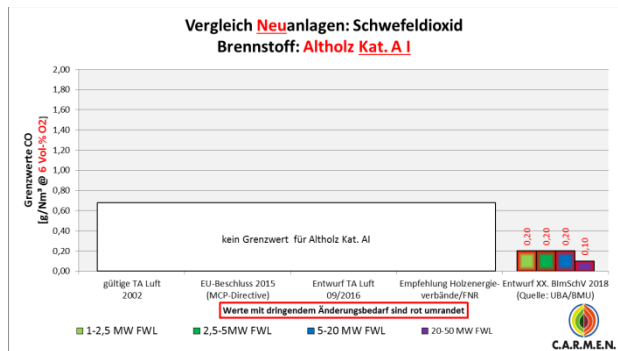 Vergleich Neuanlagen: Schwefeldioxid
Brennstoff: Altholz Kat. A I
Grenzwerte CO
[g/Nm³ @ 6 Vol-% O2]
2,00
1,80
1,60
1,40
1,20
1,00
0,80
0,60
0,40
0,20
0,00
kein Grenzwert für Altholz Kat. AI
0,20
0,20
0,20
0,10
gültige TA Luft
2002
EU-Beschluss 2015
(MCP-Directive)
Entwurf TA Luft
09/2016
Empfehlung Holzenergie-
verbände/FNR
Entwurf XX. BImSchV 2018
(Quelle: UBA/BMU)
Werte mit dringendem Änderungsbedarf sind rot umrandet
1-2,5 MW FWL
2,5-5MW FWL
5-20 MW FWL
20-50 MW FWL
C.A.R.M.E.N.